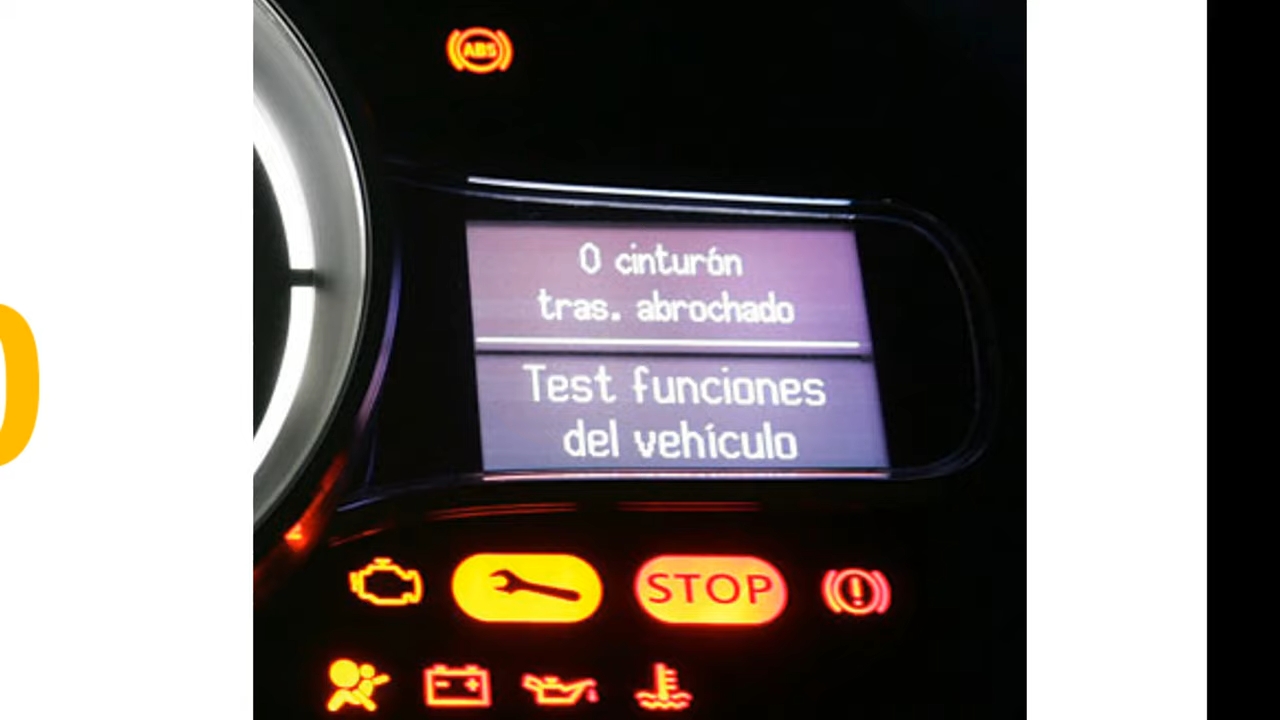 ABS
0 cinturón
tras. abrochado
Test funciones
del vehículo
STOP